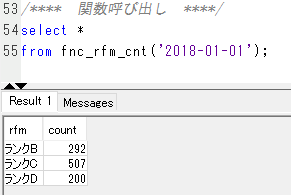 53 /**** 関数呼び出し ****/
54 select *
55 from fnc_rfm_cnt('2018-01-01');
Result 1 Messages
rfm count
ランクB 292
ランクC 507
ランクD 200